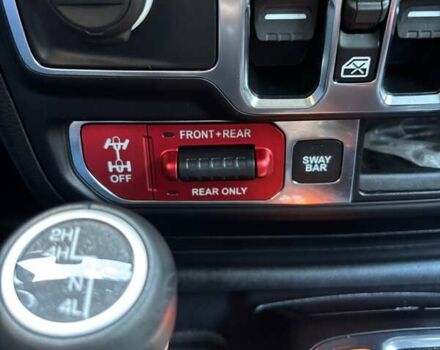 FRONT+REAR
OFF
REAR ONLY
SWAY
BAR
2H
4H
N
4L